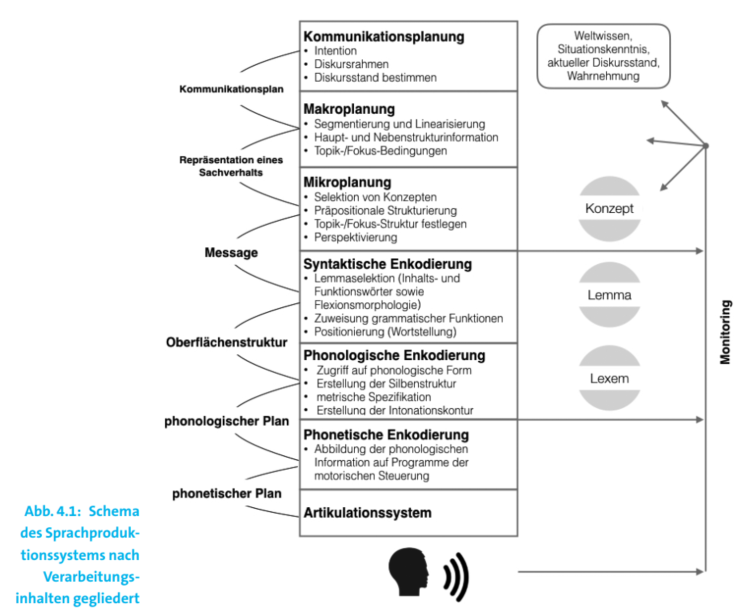 Kommunikationsplanung
• Intention
• Diskursrahmen
• Diskursstand bestimmen
Kommunikationsplan
Makroplanung
• Segmentierung und Linearisierung
• Haupt- und Nebenstrukturinformation
• Topik-/Fokus-Bedingungen
Repräsentation eines
Sachverhalts
Mikroplanung
• Selektion von Konzepten
• Präpositionale Strukturierung
• Topik-/Fokus-Struktur festlegen
• Perspektivierung
Message
Syntaktische Enkodierung
• Lemmaselektion (Inhalts- und
Funktionswörter sowie
Flexionsmorphologie)
• Zuweisung grammatischer Funktionen
• Positionierung (Wortstellung)
Oberflächenstruktur
Phonologische Enkodierung
• Zugriff auf phonologische Form
• Erstellung der Silbenstruktur
• metrische Spezifikation
• Erstellung der Intonationskontur
phonologischer Plan
Phonetische Enkodierung
• Abbildung der phonologischen
Information auf Programme der
motorischen Steuerung
phonetischer Plan
Artikulationssystem
Weltwissen,
Situationskenntnis,
aktueller Diskursstand,
Wahrnehmung
Konzept
Lemma
Lexem
Monitoring
Abb. 4.1: Schema
des Sprachproduk-
tionssystems nach
Verarbeitungs-
inhalten gegliedert